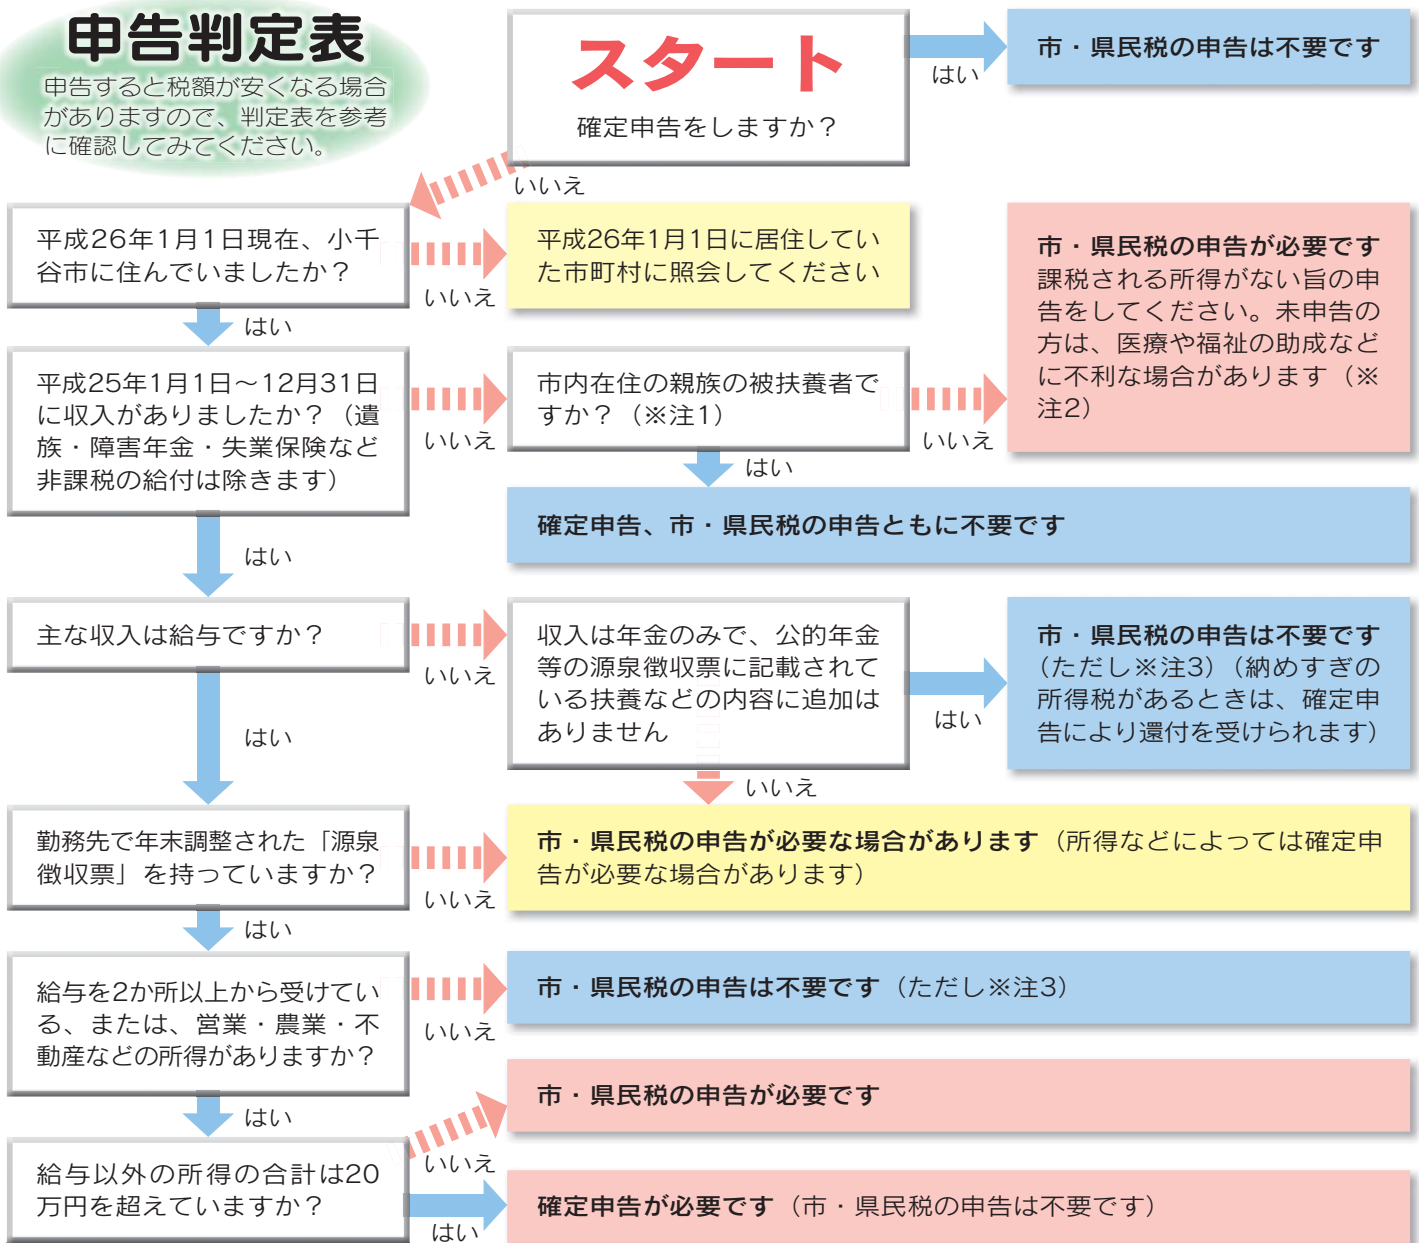 申告判定表
申告すると税額が安くなる場合
がありますので、判定表を参考
に確認してみてください。
スタート
確定申告をしますか？
はい
市・県民税の申告は不要です
いいえ
平成26年1月1日現在、小千
谷市に住んでいましたか？
いいえ
平成26年1月1日に居住してい
た市町村に照会してください
はい
平成25年1月1日～12月31日
に収入がありましたか？（遺
族・障害年金・失業保険など
非課税の給付は除きます）
いいえ
市内在住の親族の被扶養者で
すか？（※注1）
いいえ
市・県民税の申告が必要です
課税される所得がない旨の申
告をしてください。未申告の
方は、医療や福祉の助成など
に不利な場合があります（※
注2）
はい
確定申告、市・県民税の申告ともに不要です
はい
主な収入は給与ですか？
いいえ
収入は年金のみで、公的年金
等の源泉徴収票に記載されて
いる扶養などの内容に追加は
ありません
はい
市・県民税の申告は不要です
（ただし※注3）（納めすぎの
所得税があるときは、確定申
告により還付を受けられます）
いいえ
はい
勤務先で年末調整された「源泉
徴収票」を持っていますか？
いいえ
市・県民税の申告が必要な場合があります（所得などによっては確定申
告が必要な場合があります）
はい
給与を2か所以上から受けてい
る、または、営業・農業・不
動産などの所得がありますか？
いいえ
市・県民税の申告は不要です（ただし※注3）
はい
給与以外の所得の合計は20
万円を超えていますか？
いいえ
市・県民税の申告が必要です
はい
確定申告が必要です（市・県民税の申告は不要です）